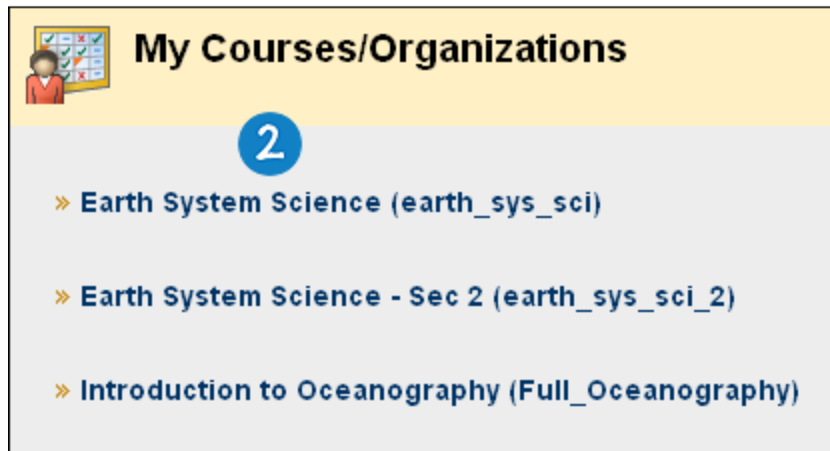 My Courses/Organizations
2
» Earth System Science (earth_sys_sci)
» Earth System Science - Sec 2 (earth_sys_sci_2)
» Introduction to Oceanography (Full_Oceanography)